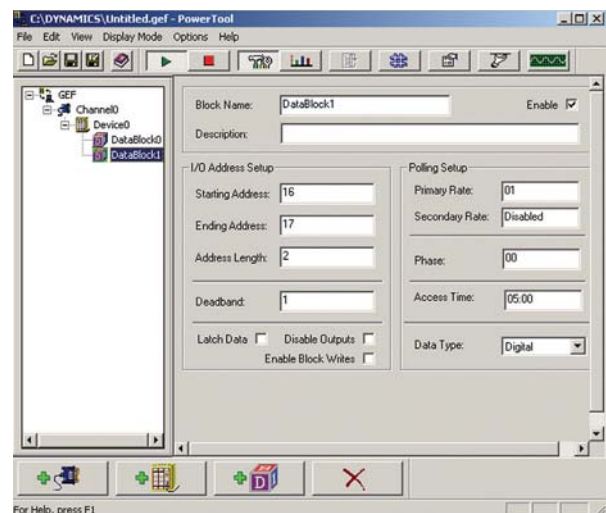 C:\DYNAMICS\Untitled.gef - PowerTool
File Edit View Display Mode Options Help
GEF
Channel0
Device0
DataBlock0
DataBlock1
Block Name: DataBlock1 Enable
Description:
I/O Address Setup
Starting Address: 16
Ending Address: 17
Address Length: 2
Deadband: 1
Latch Data Disable Outputs
Enable Block Writes
Polling Setup
Primary Rate: 01
Secondary Rate: Disabled
Phase: 00
Access Time: 05:00
Data Type: Digital
D
For Help, press F1